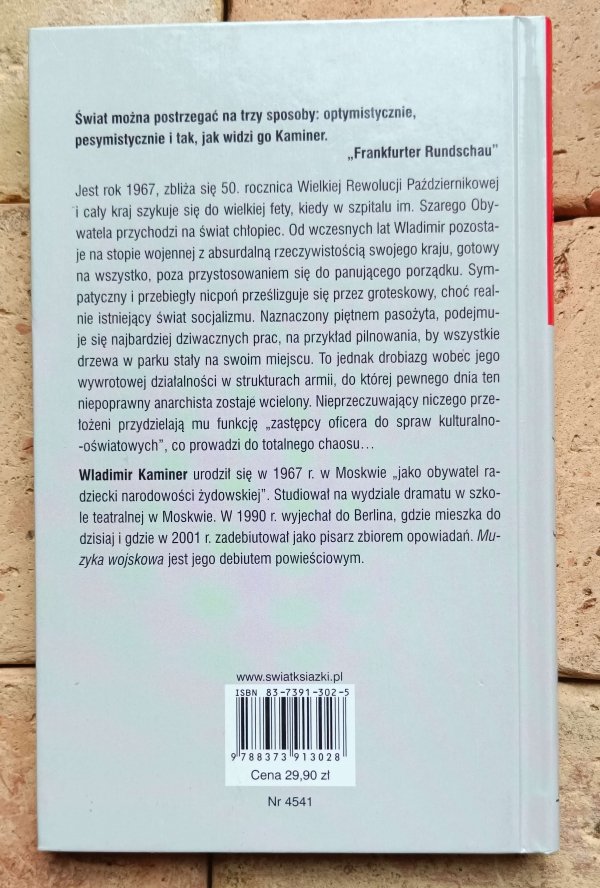 Świat można postrzegać na trzy sposoby: optymistycznie,
pesymistycznie i tak, jak widzi go Kaminer.
„Frankfurter Rundschau”
Jest rok 1967, zbliża się 50. rocznica Wielkiej Rewolucji Październikowej
i cały kraj szykuje się do wielkiej fety, kiedy w szpitalu im. Szarego Oby-
watela przychodzi na świat chłopiec. Od wczesnych lat Wladimir pozosta-
je na stopie wojennej z absurdalną rzeczywistością swojego kraju, gotowy
na wszystko, poza przystosowaniem się do panującego porządku. Sym-
patyczny i przebiegły nicpoń prześlizguje się przez groteskowy, choć real-
nie istniejący świat socjalizmu. Naznaczony piętnem pasożyta, podejmu-
je się najbardziej dziwacznych prac, na przykład pilnowania, by wszystkie
drzewa w parku stały na swoim miejscu. To jednak drobiazg wobec jego
wywrotowej działalności w strukturach armii, do której pewnego dnia ten
niepoprawny anarchista zostaje wcielony. Nieprzeczuwający niczego prze-
łożeni przydzielają mu funkcję „zastępcy oficera do spraw kulturalno-
-oświatowych”, co prowadzi do totalnego chaosu…
Wladimir Kaminer urodził się w 1967 r. w Moskwie „jako obywatel ra-
dziecki narodowości żydowskiej”. Studiował na wydziale dramatu w szko-
le teatralnej w Moskwie. W 1990 r. wyjechał do Berlina, gdzie mieszka do
dzisiaj i gdzie w 2001 r. zadebiutował jako pisarz zbiorem opowiadań. Mu-
zyka wojskowa jest jego debiutem powieściowym.
www.swiatksiazki.pl
ISBN 83-7391-302-5
9 788373 913028
Cena 29,90 zł
Nr 4541